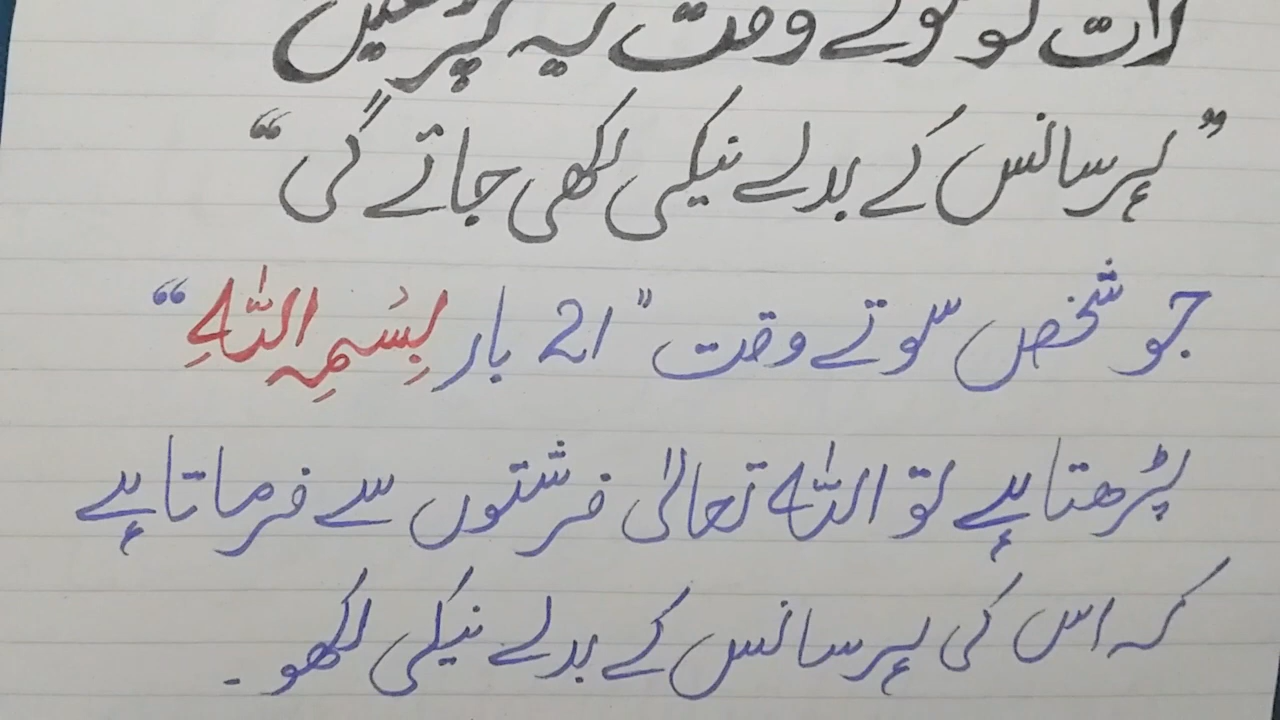 رات کو سوتے وقت یہ پڑھیں
"ہر سانس کے بدلے نیکی لکھی جائے گی"
جو شخص سوتے وقت "21 بار بِسْمِ اللہِ"
پڑھتا ہے تو اللہ تعالیٰ فرشتوں سے فرماتا ہے
کہ اس کی ہر سانس کے بدلے نیکی لکھو۔